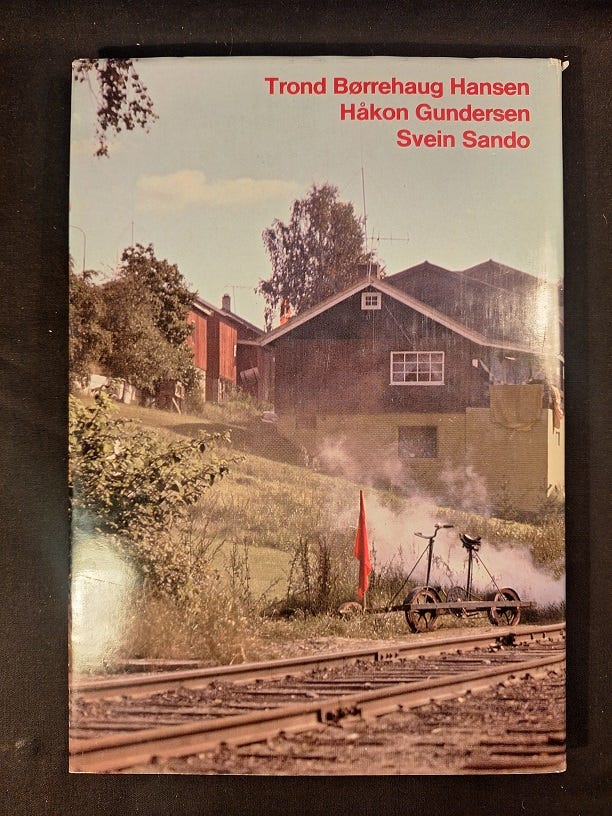 Trond Børrehaug Hansen
Håkon Gundersen
Svein Sando